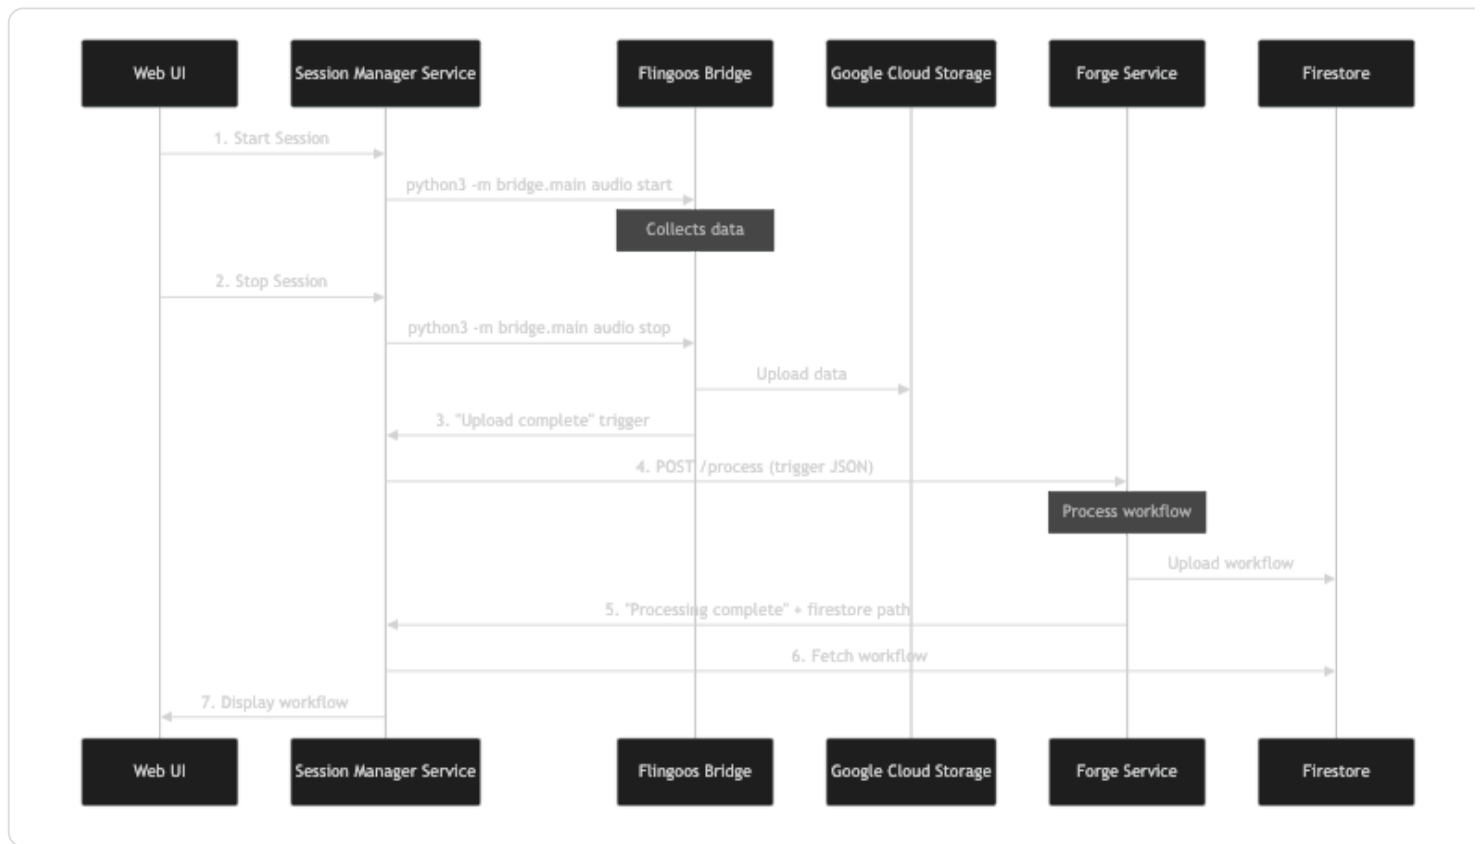 Web UI
Session Manager Service
Flingoos Bridge
Google Cloud Storage
Forge Service
Firestore
1. Start Session
python3 -m bridge.main audio start
Collects data
2. Stop Session
python3 -m bridge.main audio stop
Upload data
3. "Upload complete" trigger
4. POST /process (trigger JSON)
Process workflow
Upload workflow
5. "Processing complete" + firestore path
6. Fetch workflow
7. Display workflow
Web UI
Session Manager Service
Flingoos Bridge
Google Cloud Storage
Forge Service
Firestore